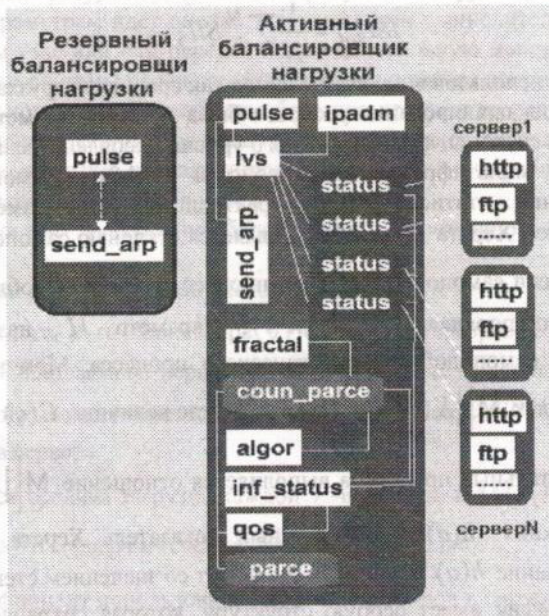 Резервный
балансировщи
нагрузки
pulse
send_arp
Активный
балансировщик
нагрузки
pulse
ipadm
lvs
status
status
status
status
send_arp
fractal
coun_parce
algor
inf_status
qos
parce
сервер1
http
ftp
......
http
ftp
......
http
ftp
......
серверN